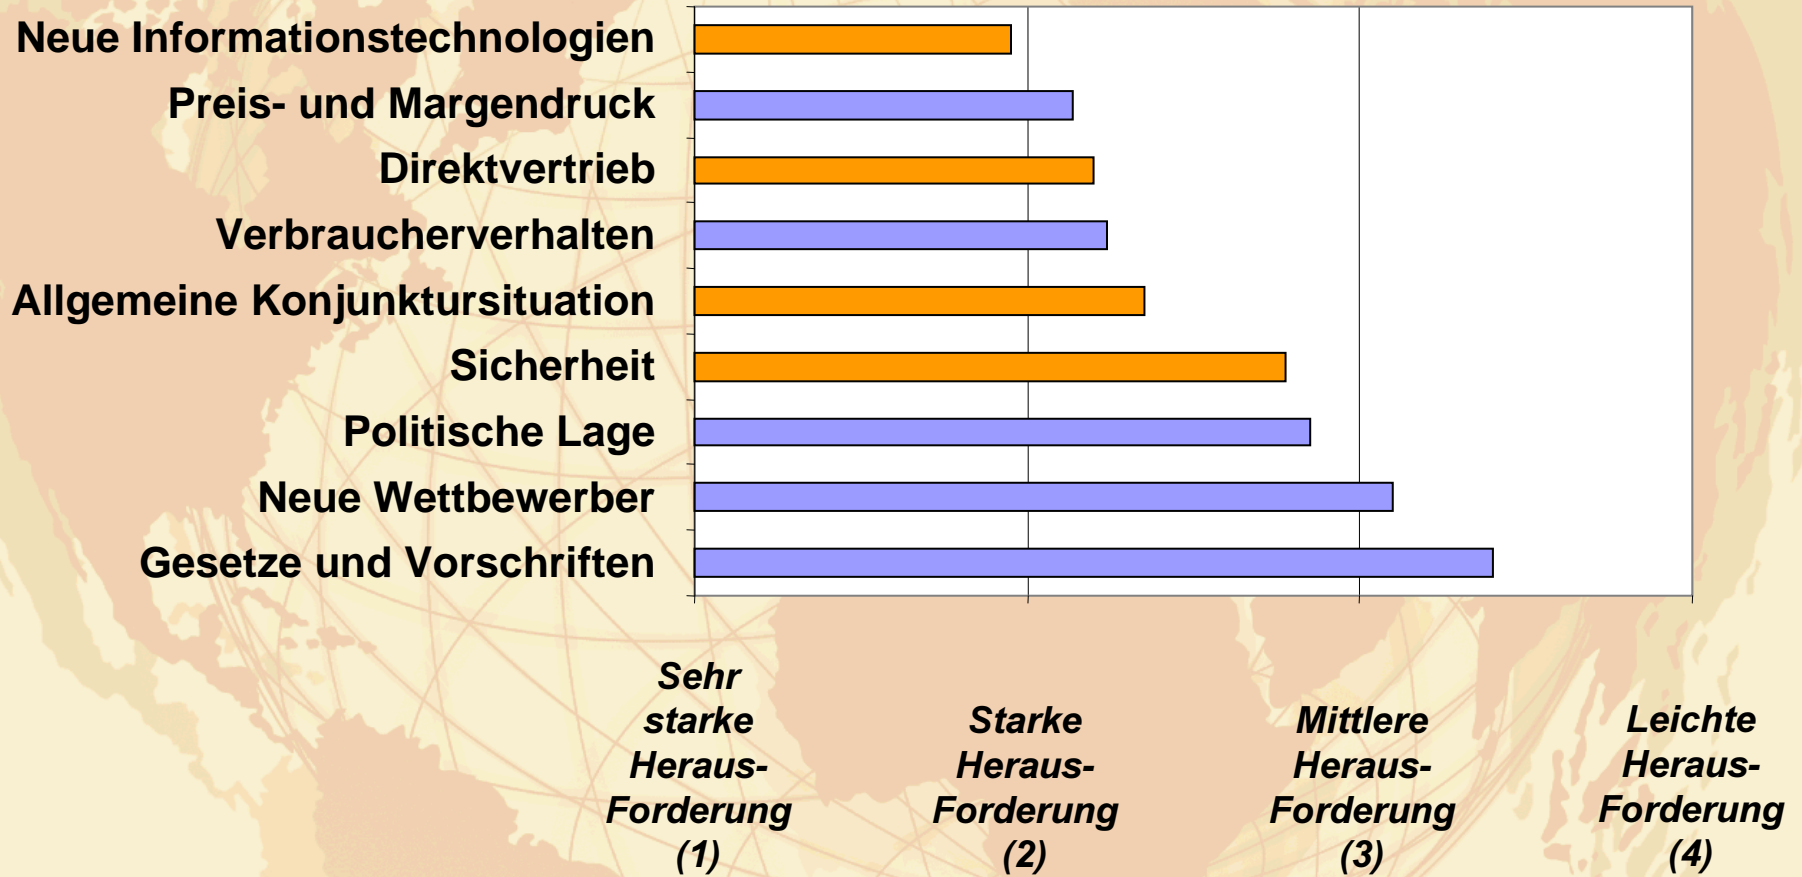 Neue Informationstechnologien
Preis- und Margendruck
Direktvertrieb
Verbraucherverhalten
Allgemeine Konjunktursituation
Sicherheit
Politische Lage
Neue Wettbewerber
Gesetze und Vorschriften
Sehr
starke
Heraus-
Forderung
(1)
Starke
Heraus-
Forderung
(2)
Mittlere
Heraus-
Forderung
(3)
Leichte
Heraus-
Forderung
(4)